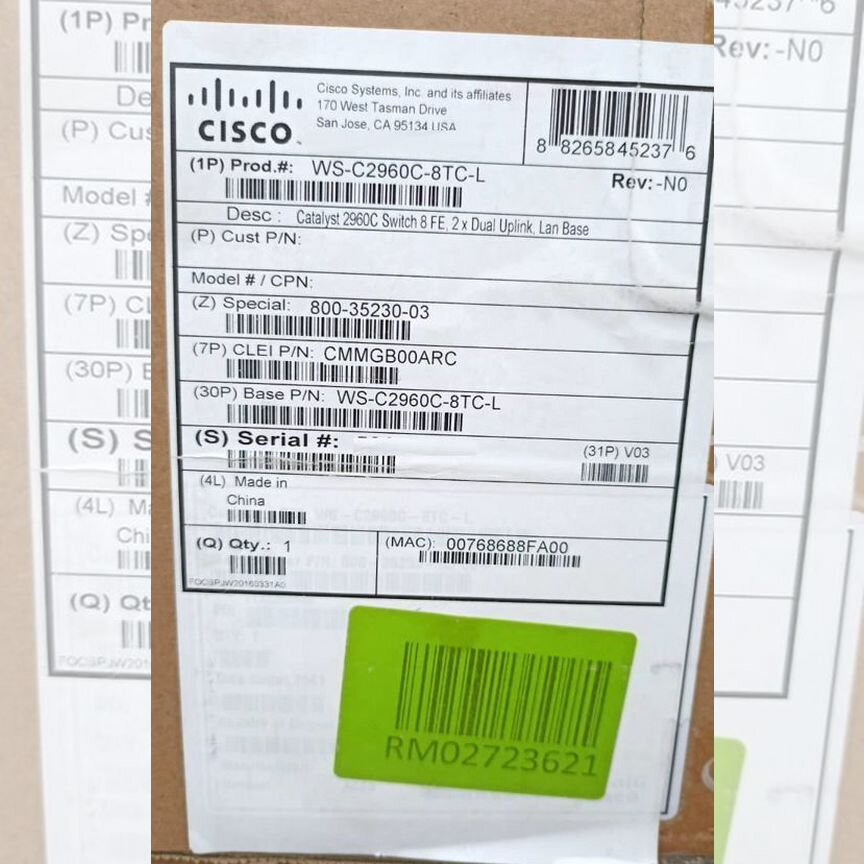 CISCO
Cisco Systems, Inc. and its affiliates
170 West Tasman Drive
San Jose, CA 95134 USA
8 8265845237 6
(1P) Prod.#: WS-C2960C-8TC-L
Rev:-N0
Desc : Catalyst 2960C Switch 8 FE, 2 x Dual Uplink, Lan Base
(P) Cust P/N:
Model # / CPN:
(Z) Special: 800-35230-03
(7P) CLEI P/N: CMMGB00ARC
(30P) Base P/N: WS-C2960C-8TC-L
(S) Serial #:
(31P) V03
(4L) Made in
China
(Q) Qty.: 1
(MAC): 00768688FA00
FOCSPJW20160331A0
RM02723621